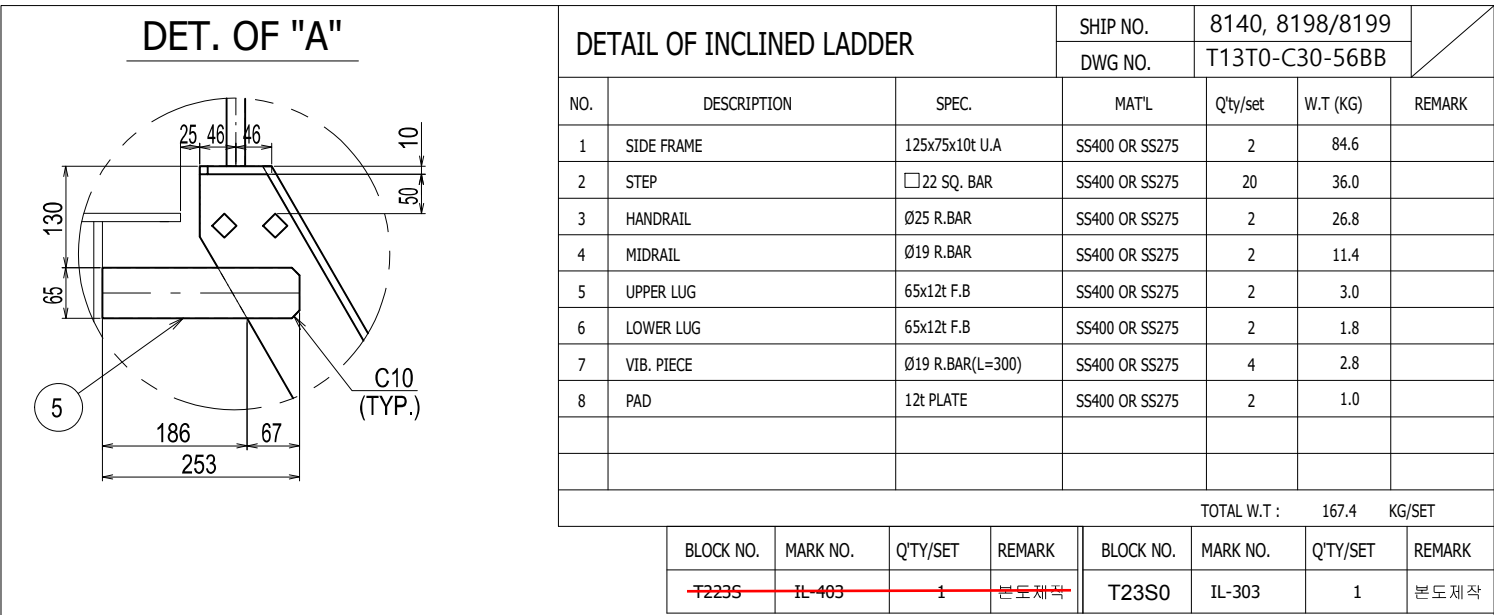 DET. OF "A"
25 46 46
10
50
130
65
C10
(TYP.)
5
186 67
253
DETAIL OF INCLINED LADDER
SHIP NO. 8140, 8198/8199
DWG NO. T13T0-C30-56BB
NO. DESCRIPTION SPEC. MAT'L Q'ty/set W.T (KG) REMARK
1 SIDE FRAME 125x75x10t U.A SS400 OR SS275 2 84.6
2 STEP □22 SQ. BAR SS400 OR SS275 20 36.0
3 HANDRAIL Ø25 R.BAR SS400 OR SS275 2 26.8
4 MIDRAIL Ø19 R.BAR SS400 OR SS275 2 11.4
5 UPPER LUG 65x12t F.B SS400 OR SS275 2 3.0
6 LOWER LUG 65x12t F.B SS400 OR SS275 2 1.8
7 VIB. PIECE Ø19 R.BAR(L=300) SS400 OR SS275 4 2.8
8 PAD 12t PLATE SS400 OR SS275 2 1.0
TOTAL W.T : 167.4 KG/SET
BLOCK NO. MARK NO. Q'TY/SET REMARK BLOCK NO. MARK NO. Q'TY/SET REMARK
T223S IL-403 1 본도제작 T23S0 IL-303 1 본도제작